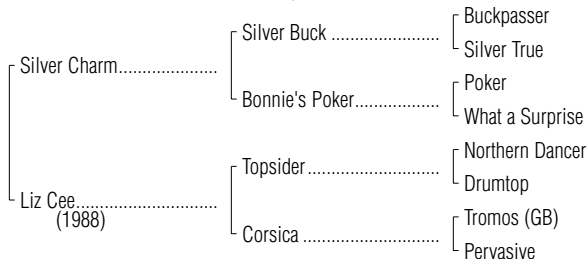 Buckpasser
Silver Buck ....................
Silver True
Silver Charm...................
Poker
Bonnie's Poker................
What a Surprise
Northern Dancer
Topsider .........................
Drumtop
Liz Cee...........................
(1988)
Tromos (GB)
Corsica ..........................
Pervasive